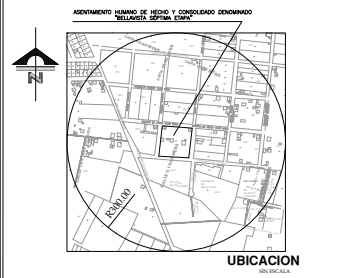 ASENTAMIENTO HUMANO DE HECHO Y CONSOLIDADO DENOMINADO
"BELLAVISTA SÉPTIMA ETAPA"
N
R300.00
UBICACION
SIN ESCALA